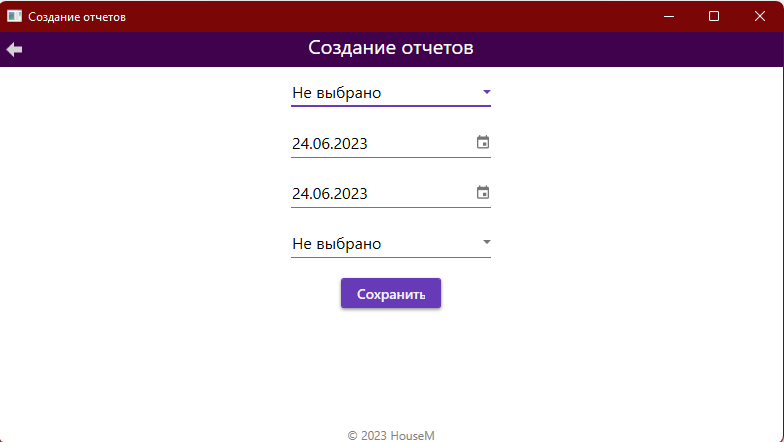 Создание отчетов
Создание отчетов
Не выбрано
24.06.2023
24.06.2023
Не выбрано
Сохранить
© 2023 HouseM